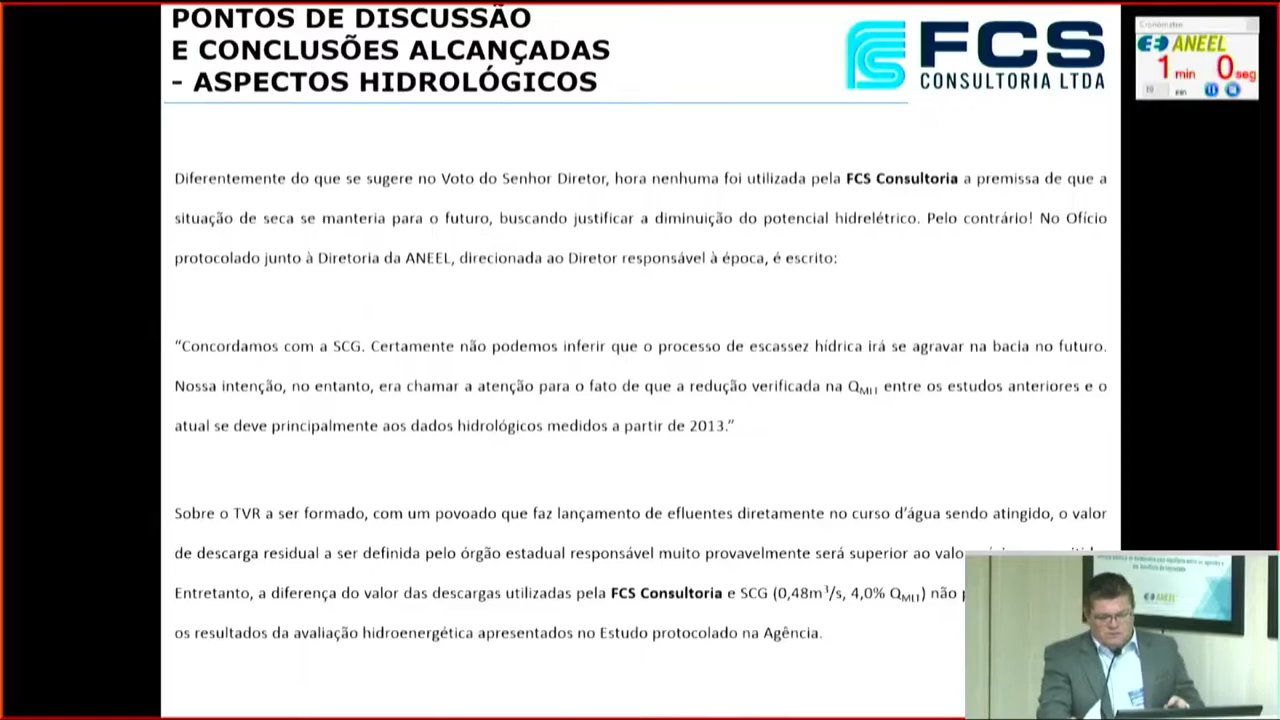 PONTOS DE DISCUSSÃO
E CONCLUSÕES ALCANÇADAS
- ASPECTOS HIDROLÓGICOS
FCS
CONSULTORIA LTDA
Cronômetro
ANEEL
1 min 0 seg
10 min
Diferentemente do que se sugere no Voto do Senhor Diretor, hora nenhuma foi utilizada pela FCS Consultoria a premissa de que a
situação de seca se manteria para o futuro, buscando justificar a diminuição do potencial hidrelétrico. Pelo contrário! No Ofício
protocolado junto à Diretoria da ANEEL, direcionada ao Diretor responsável à época, é escrito:
“Concordamos com a SCG. Certamente não podemos inferir que o processo de escassez hídrica irá se agravar na bacia no futuro.
Nossa intenção, no entanto, era chamar a atenção para o fato de que a redução verificada na QMLT entre os estudos anteriores e o
atual se deve principalmente aos dados hidrológicos medidos a partir de 2013.”
Sobre o TVR a ser formado, com um povoado que faz lançamento de efluentes diretamente no curso d’água sendo atingido, o valor
de descarga residual a ser definida pelo órgão estadual responsável muito provavelmente será superior ao
Entretanto, a diferença do valor das descargas utilizadas pela FCS Consultoria e SCG (0,48m³/s, 4,0% QMLT) não
os resultados da avaliação hidroenergética apresentados no Estudo protocolado na Agência.
ANEEL